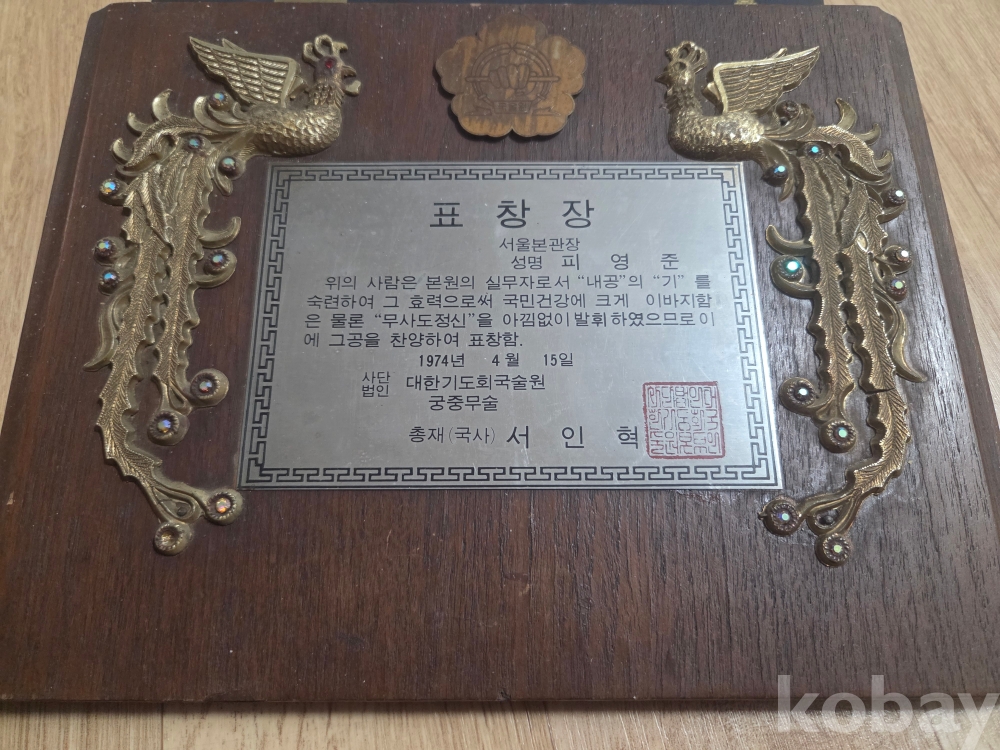 표 창 장
서울본관장
성명 피 영 준
위의 사람은 본원의 실무자로서 "내공"의 "기" 를
숙련하여 그 효력으로써 국민건강에 크게 이바지함
은 물론 "무사도정신"을 아낌없이 발휘하였으므로 이
에 그공을 찬양하여 표창함.
1974년 4월 15일
사단법인 대한기도회국술원
궁중무술
총재(국사) 서 인 혁
kobay